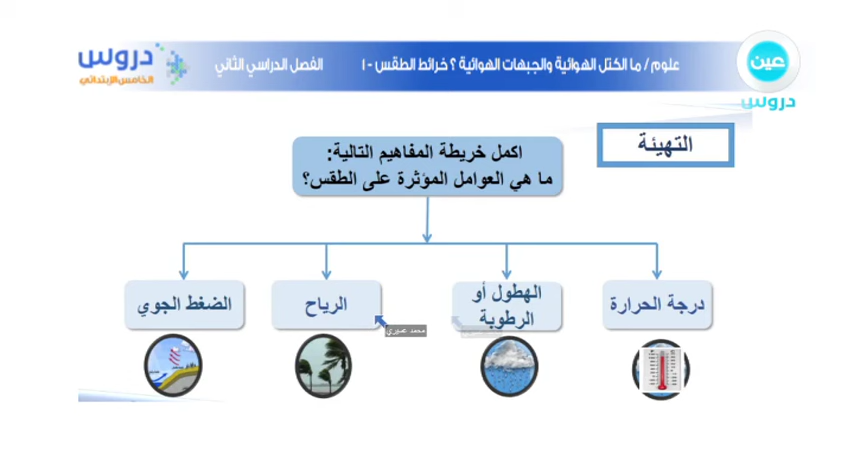 عين
دروس
علوم / ما الكتل الهوائية والجبهات الهوائية ؟ خرائط الطقس - ١
الفصل الدراسي الثاني
دروس
الخامس الابتدائي
التهيئة
اكمل خريطة المفاهيم التالية:
ما هي العوامل المؤثرة على الطقس؟
درجة الحرارة
الهطول أو
الرطوبة
الرياح
الضغط الجوي
محمد عسيري